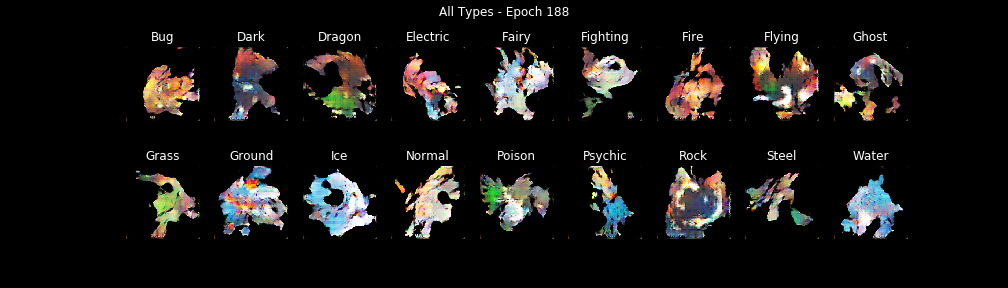 All Types - Epoch 188
Bug Dark Dragon Electric Fairy Fighting Fire Flying Ghost
Grass Ground Ice Normal Poison Psychic Rock Steel Water